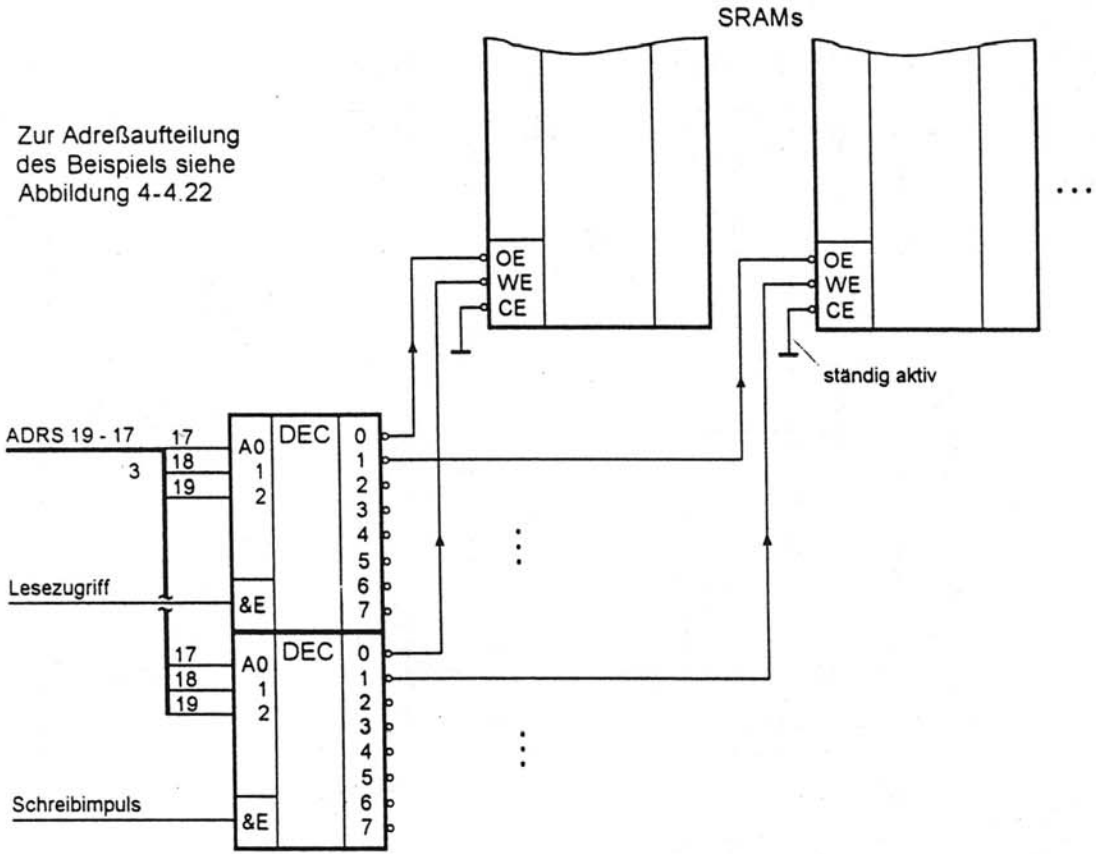 SRAMs
Zur Adreßaufteilung
des Beispiels siehe
Abbildung 4-4.22
OE
WE
CE
OE
WE
CE
...
ständig aktiv
ADRS 19 - 17
3
17
18
19
A0
1
2
DEC
0
1
2
3
4
5
6
7
Lesezugriff
&E
17
18
19
A0
1
2
DEC
0
1
2
3
4
5
6
7
Schreibimpuls
&E